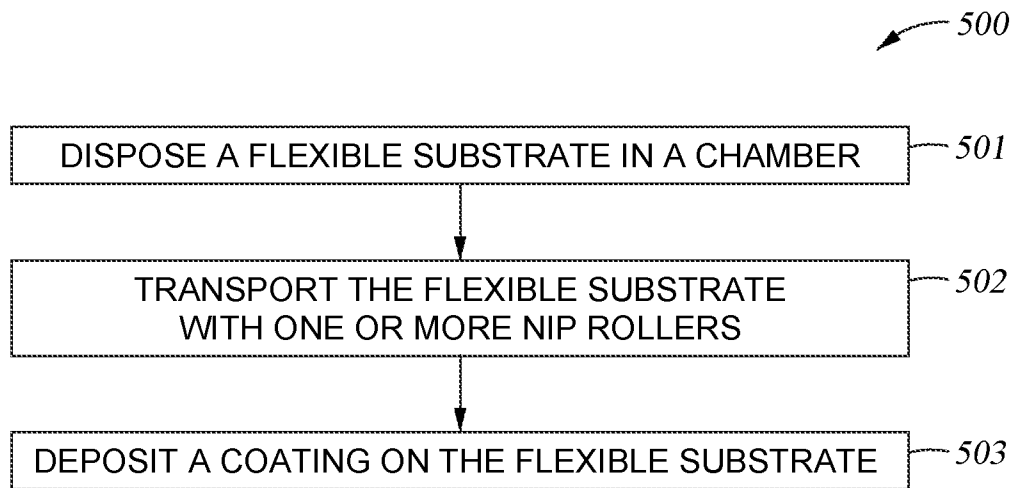 500
DISPOSE A FLEXIBLE SUBSTRATE IN A CHAMBER
501
TRANSPORT THE FLEXIBLE SUBSTRATE
WITH ONE OR MORE NIP ROLLERS
502
DEPOSIT A COATING ON THE FLEXIBLE SUBSTRATE
503